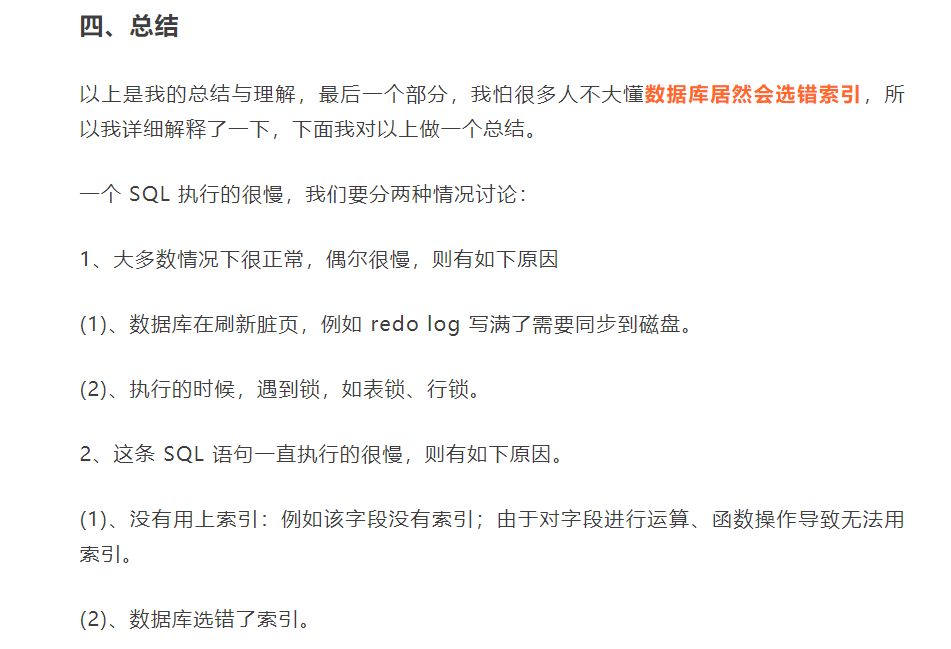 四、总结
以上是我的总结与理解，最后一个部分，我怕很多人不大懂数据库居然会选错索引，所
以我详细解释了一下，下面我对以上做一个总结。
一个 SQL 执行的很慢，我们要分两种情况讨论：
1、大多数情况下很正常，偶尔很慢，则有如下原因
(1)、数据库在刷新脏页，例如 redo log 写满了需要同步到磁盘。
(2)、执行的时候，遇到锁，如表锁、行锁。
2、这条 SQL 语句一直执行的很慢，则有如下原因。
(1)、没有用上索引：例如该字段没有索引；由于对字段进行运算、函数操作导致无法用
索引。
(2)、数据库选错了索引。